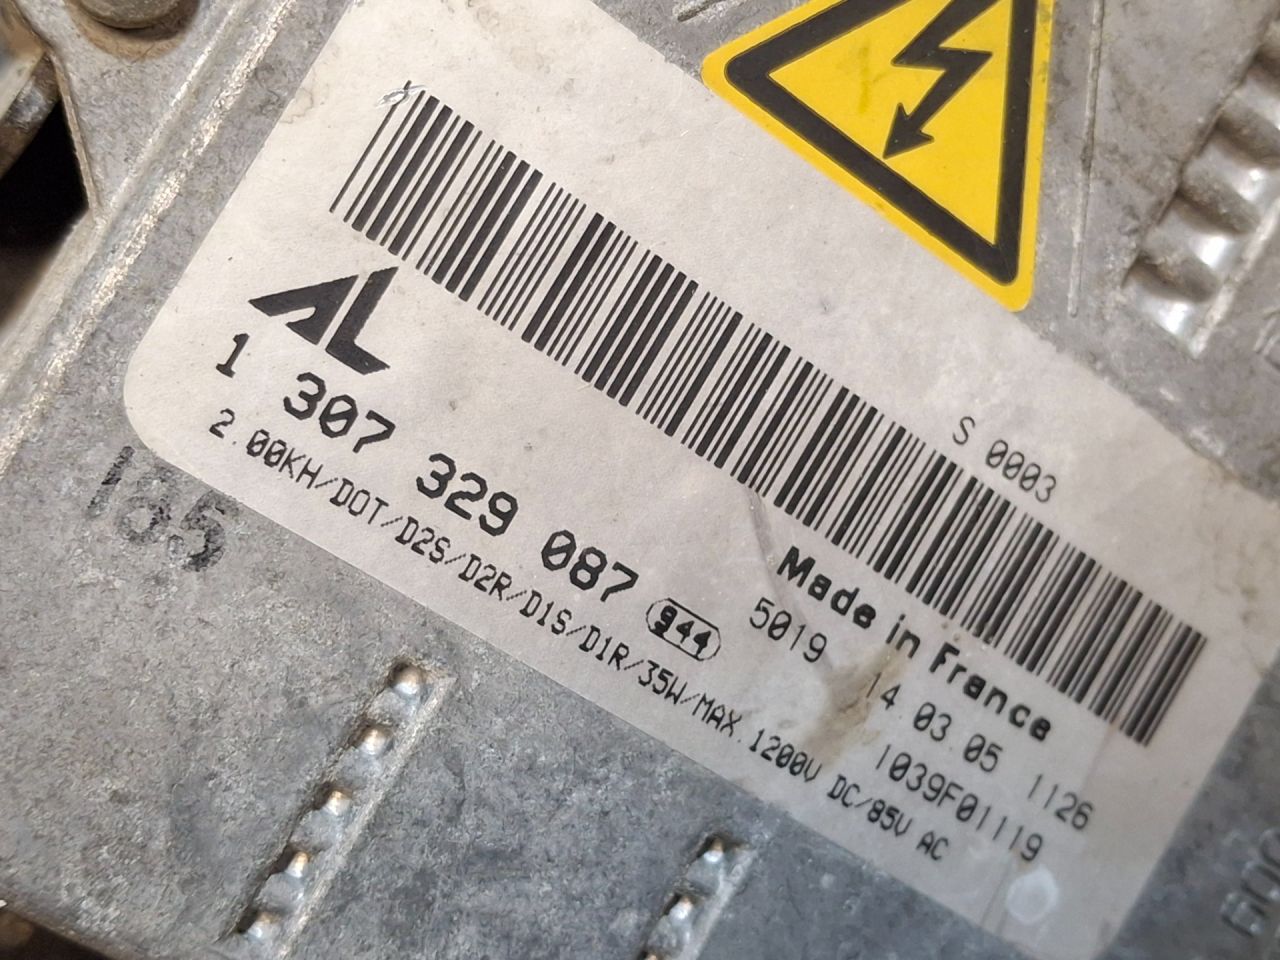 S 0003
AL
1 307 329 087
944
Made in France
5019 14.03.05 1126
1039F01119
2.00KH/DOT/D2S/D2R/D1S/D1R/35W/MAX.1200V DC/85V AC
165